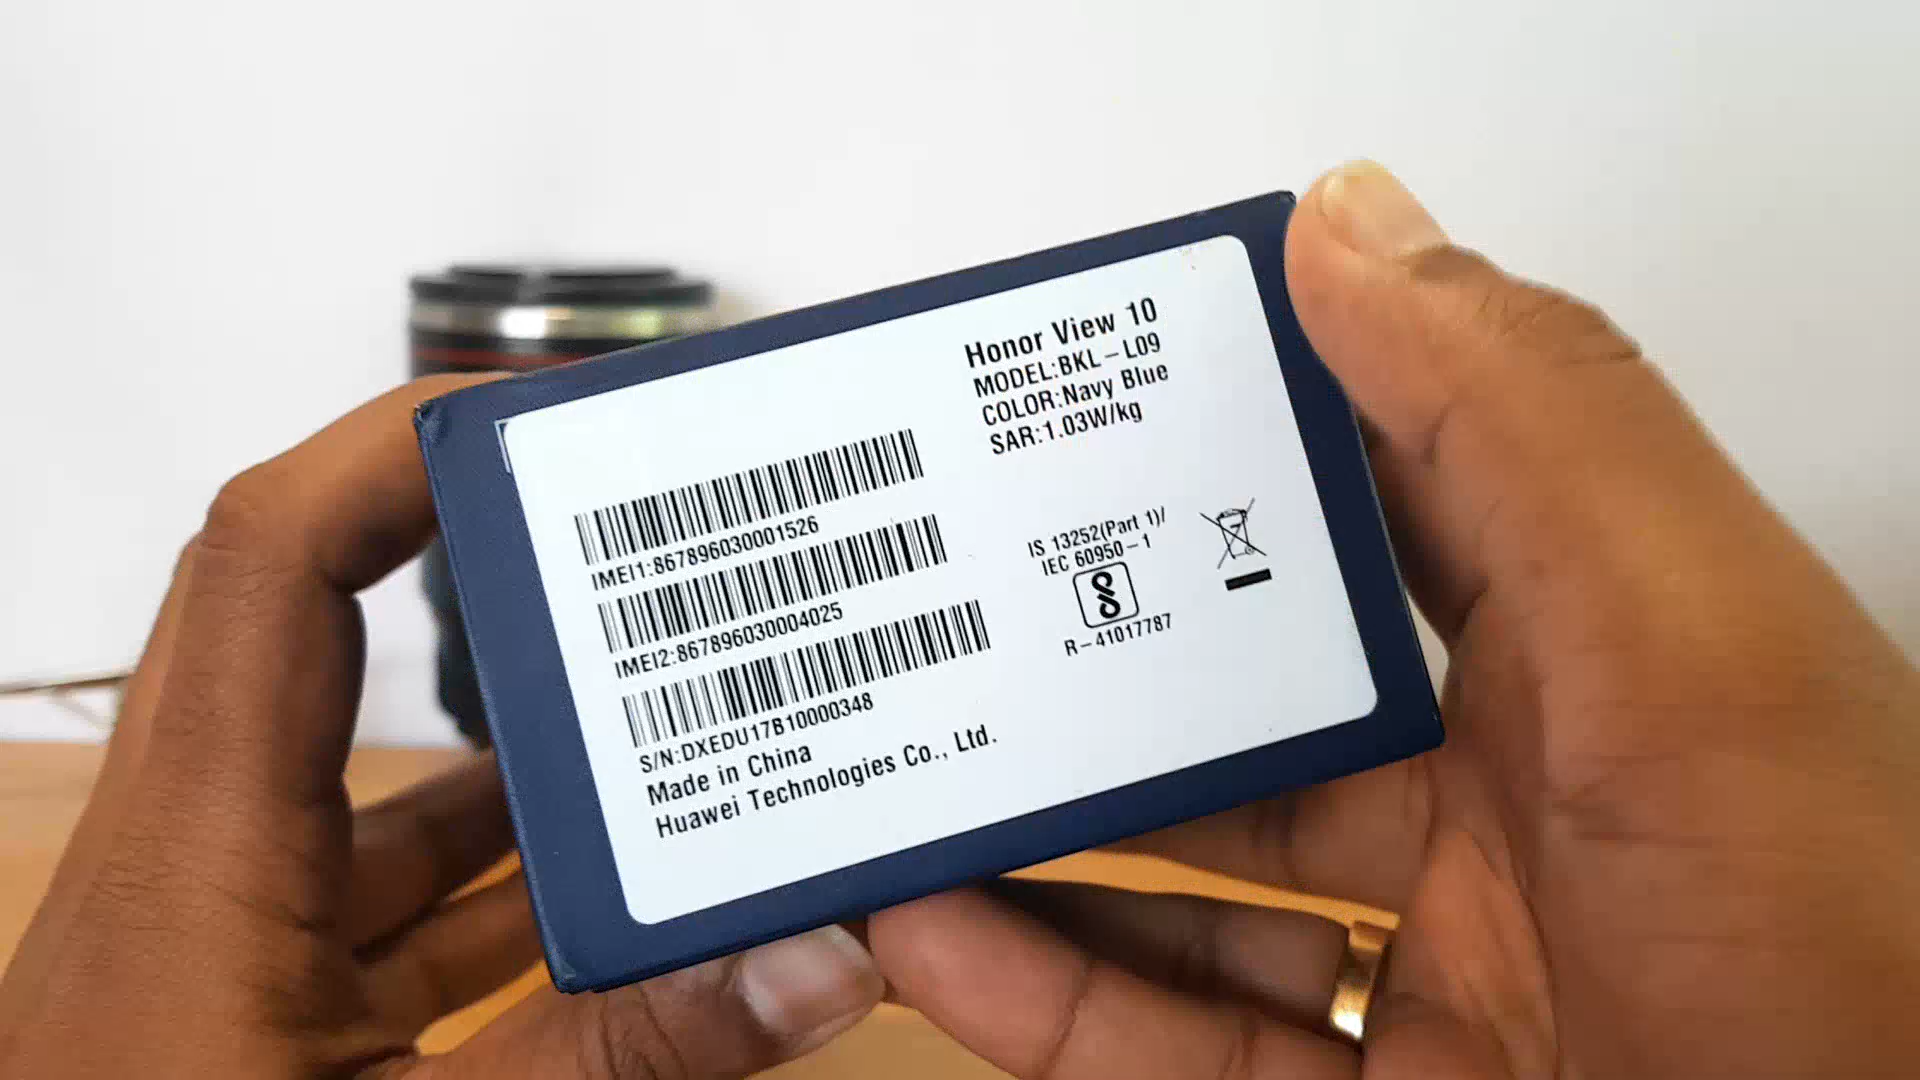 Honor View 10
MODEL:BKL-L09
COLOR:Navy Blue
SAR:1.03W/kg
IMEI1:867896030001526
IMEI2:867896030004025
S/N:DXEDU17B10000348
Made in China
Huawei Technologies Co., Ltd.
IS 13252(Part 1)/
IEC 60950-1
R-41017787